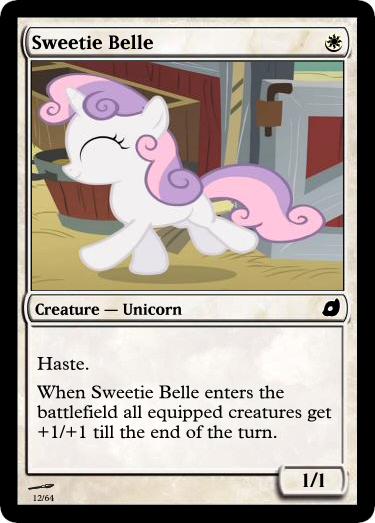 Sweetie Belle
Creature — Unicorn
Haste.
When Sweetie Belle enters the
battlefield all equipped creatures get
+1/+1 till the end of the turn.
1/1
12/64